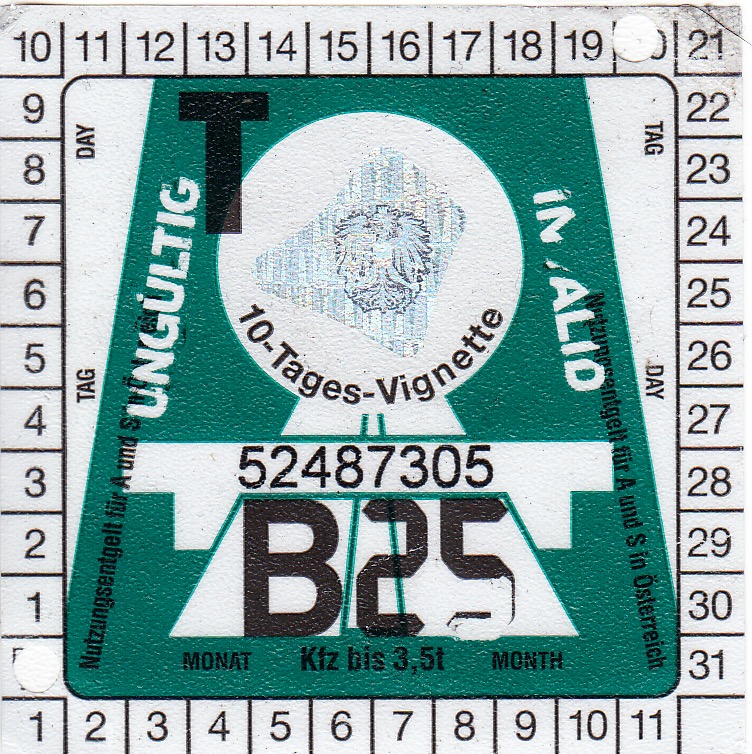 10 11 12 13 14 15 16 17 18 19 21
9 22
8 23
7 24
6 25
5 26
4 27
3 28
2 29
1 30
31
1 2 3 4 5 6 7 8 9 10 11
DAY
TAG
TAG
DAY
T
UNGÜLTIG
10-Tages-Vignette
52487305
B25
MONAT Kfz bis 3,5t MONTH
Nutzungsentgelt für A und S
Nutzungsentgelt für A und S in Österreich